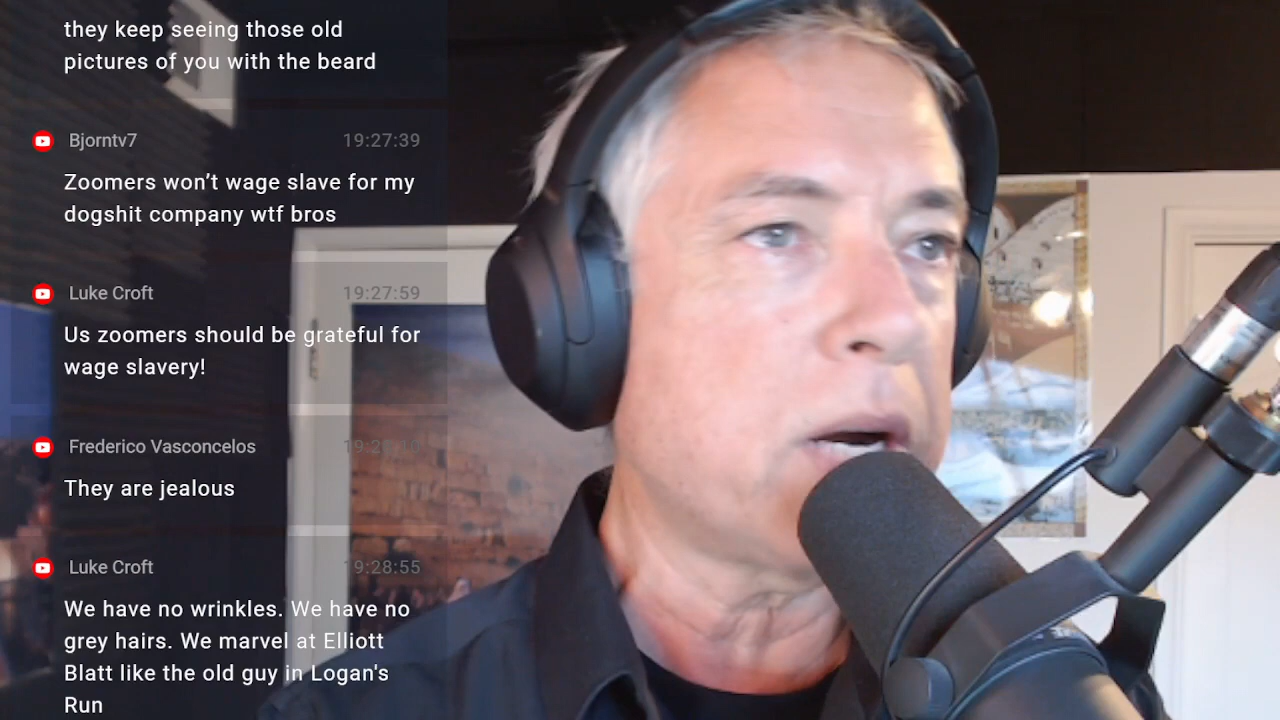 they keep seeing those old
pictures of you with the beard
Bjorntv7 19:27:39
Zoomers won’t wage slave for my
dogshit company wtf bros
Luke Croft 19:27:59
Us zoomers should be grateful for
wage slavery!
Frederico Vasconcelos
They are jealous
Luke Croft 19:28:55
We have no wrinkles. We have no
grey hairs. We marvel at Elliott
Blatt like the old guy in Logan's
Run